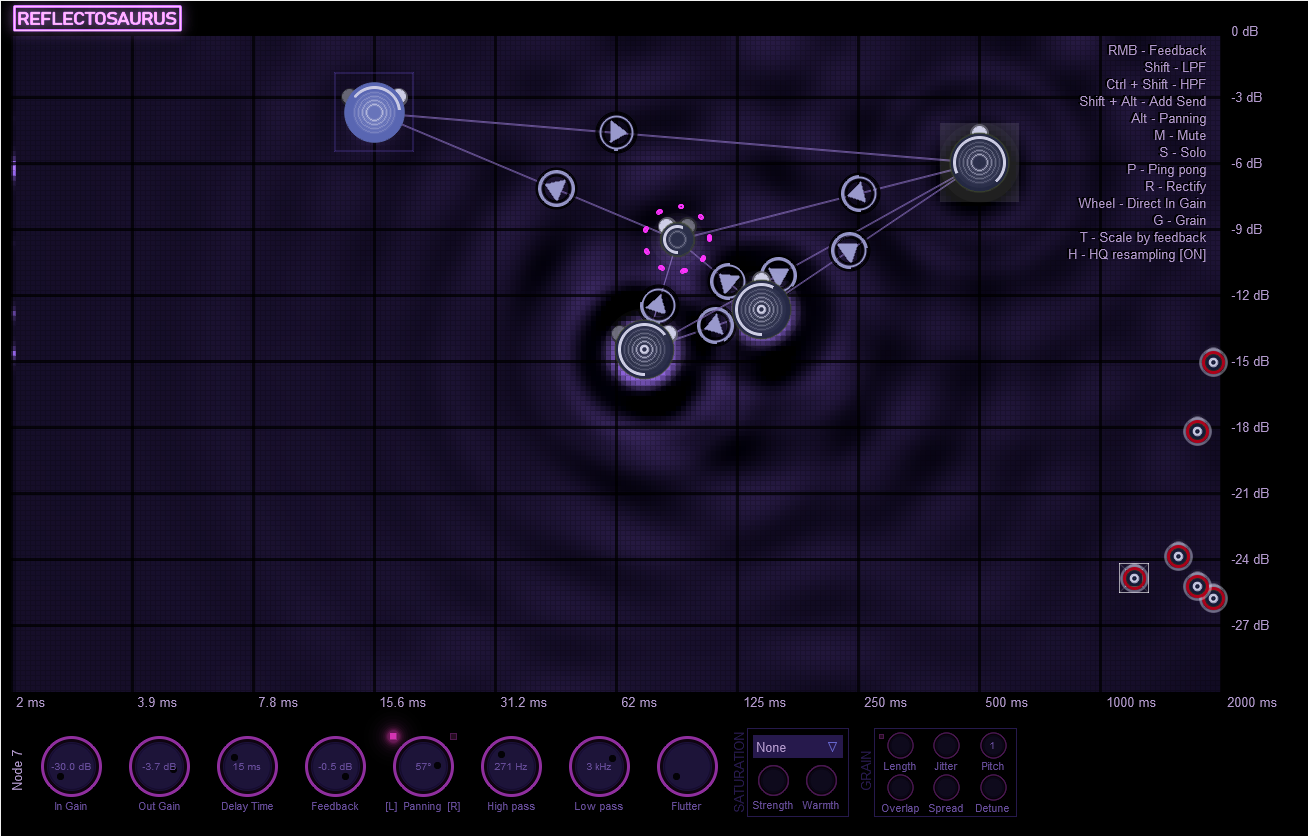 REFLECTOSAURUS
0 dB
RMB - Feedback
Shift - LPF
Ctrl + Shift - HPF
-3 dB
Shift + Alt - Add Send
Alt - Panning
M - Mute
S - Solo
-6 dB
P - Ping pong
R - Rectify
Wheel - Direct In Gain
G - Grain
-9 dB
T - Scale by feedback
H - HQ resampling [ON]
-12 dB
-15 dB
-18 dB
-21 dB
-24 dB
-27 dB
2 ms 3.9 ms 7.8 ms 15.6 ms 31.2 ms 62 ms 125 ms 250 ms 500 ms 1000 ms 2000 ms
Node 7
-30.0 dB -3.7 dB 15 ms -0.5 dB 57° 271 Hz 3 kHz
In Gain Out Gain Delay Time Feedback [L] Panning [R] High pass Low pass Flutter
SATURATION
None
Strength Warmth
GRAIN
1
Length Jitter Pitch
Overlap Spread Detune